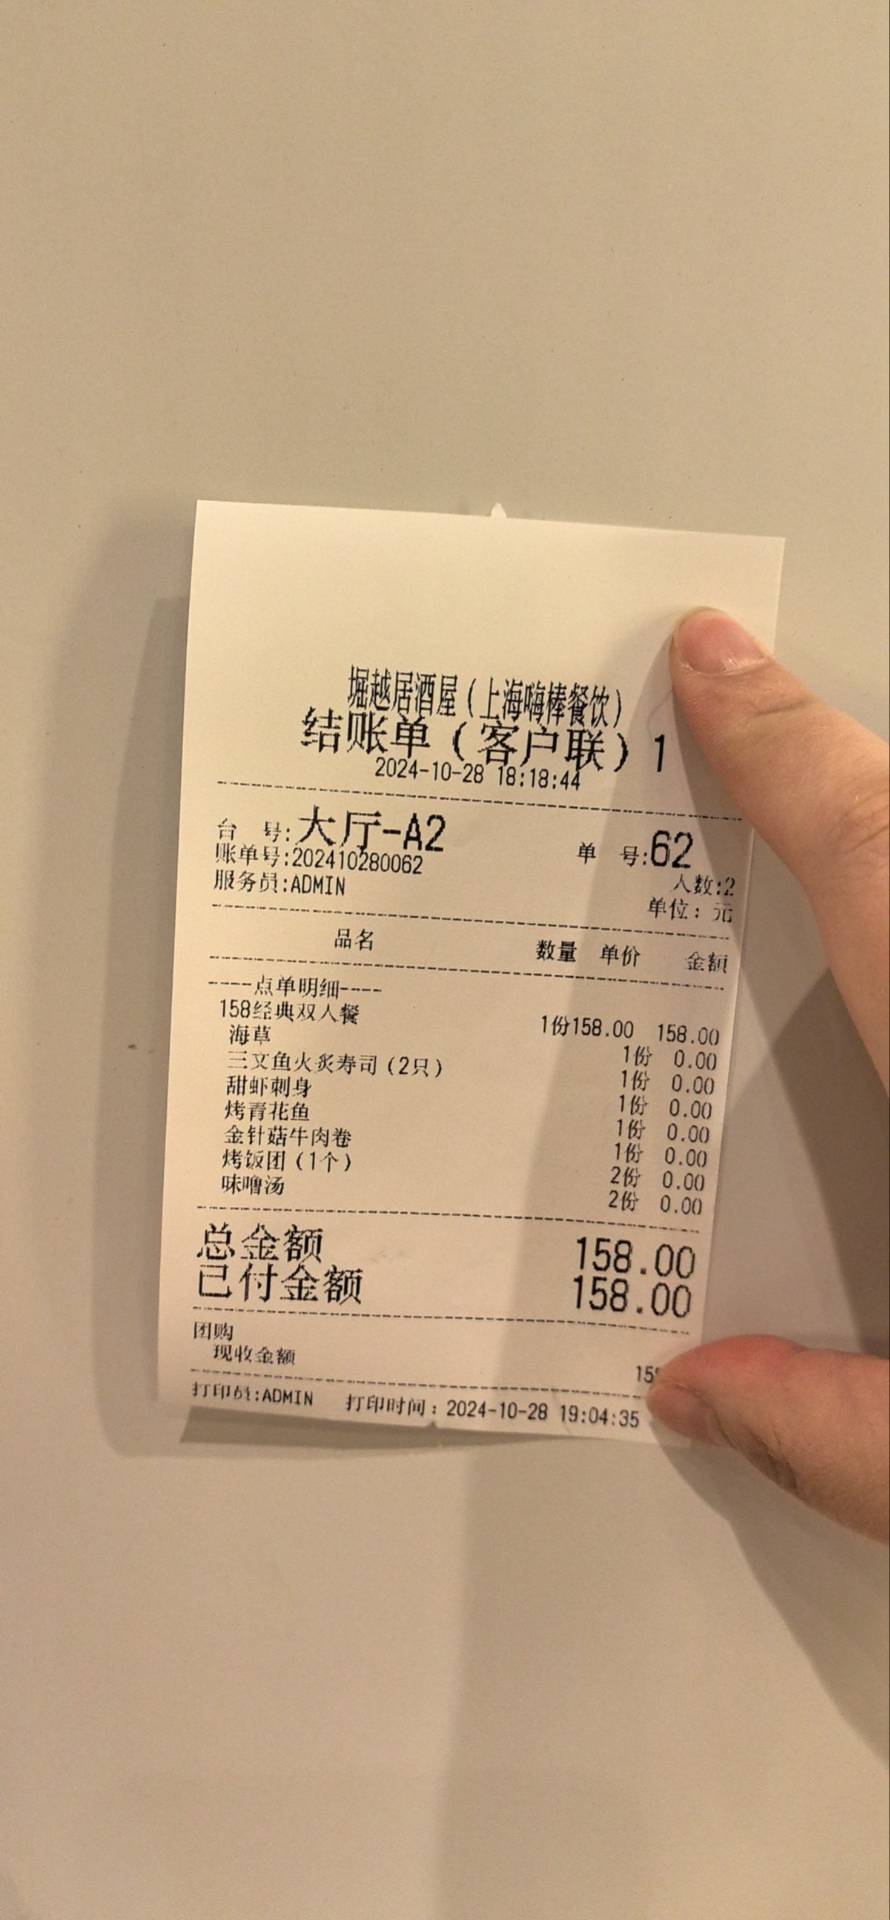 堀越居酒屋(上海嗨棒餐饮)
结账单(客户联)1
2024-10-28 18:18:44
台 号:大厅-A2 单 号:62
账单号:202410280062 人数:2
服务员:ADMIN 单位: 元
品名 数量 单价 金额
----点单明细----
158经典双人餐 1份158.00 158.00
海草 1份 0.00
三文鱼火炙寿司(2只) 1份 0.00
甜虾刺身 1份 0.00
烤青花鱼 1份 0.00
金针菇牛肉卷 1份 0.00
烤饭团(1个) 2份 0.00
味噜汤 2份 0.00
总金额 158.00
已付金额 158.00
团购
现收金额
打印员:ADMIN 打印时间:2024-10-28 19:04:35